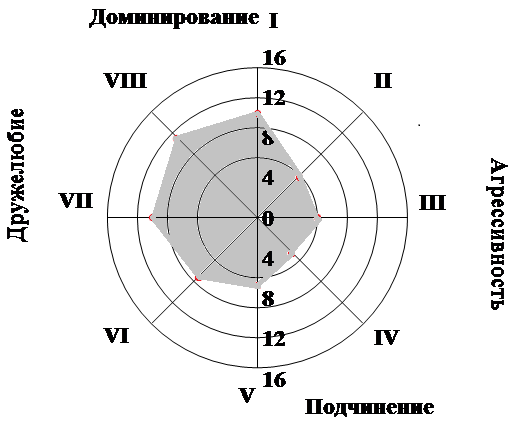 Доминирование I
16
VIII
II
12
8
Дружелюбие
4
VII
0
III
Агрессивность
4
8
VI
12
IV
16
V
Подчинение